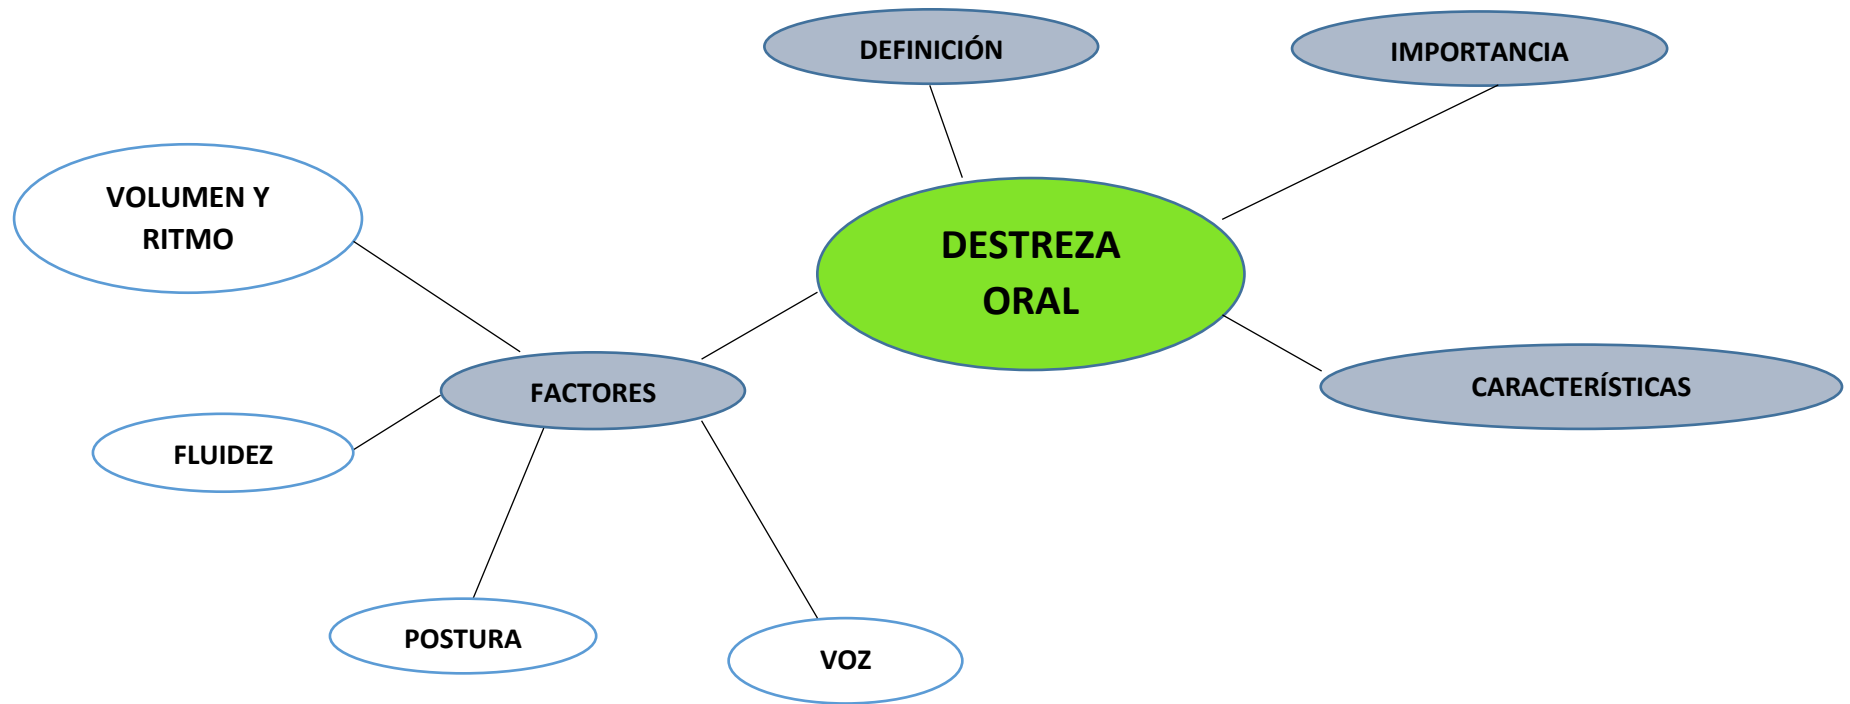 DEFINICIÓN
IMPORTANCIA
VOLUMEN Y
RITMO
DESTREZA
ORAL
FACTORES
CARACTERÍSTICAS
FLUIDEZ
POSTURA
VOZ